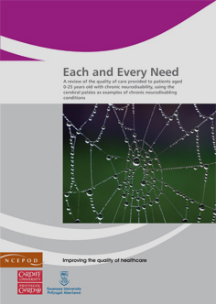 Each and Every Need
A review of the quality of care provided to patients aged
0-25 years old with chronic neurodisability, using the
cerebral palsies as examples of chronic neurodisabling
conditions
NCEPOD
Improving the quality of healthcare
CARDIFF
UNIVERSITY
PRIFYSGOL
CAERDYDD
Swansea University
Prifysgol Abertawe